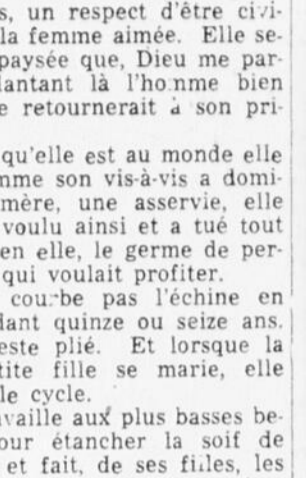 s, un respect d'être civi-
la femme aimée. Elle se-
paysée que, Dieu me par-
lantant là l'homme bien
e retournerait à son pri-
qu'elle est au monde elle
mme son vis-à-vis a domi-
mère, une asservie, elle
voulu ainsi et a tué tout
en elle, le germe de per-
qui voulait profiter.
courbe pas l'échine en
dant quinze ou seize ans.
este plié. Et lorsque la
tite fille se marie, elle
le cycle.
availle aux plus basses be-
our étancher la soif de
et fait, de ses filles, les